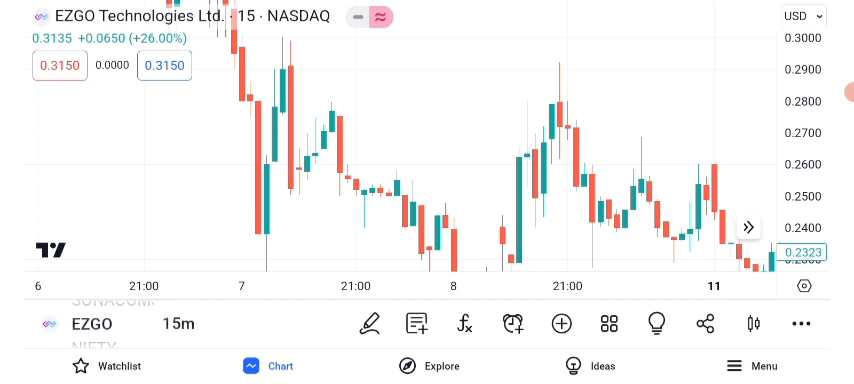 EZGO Technologies Ltd. · 15 · NASDAQ
USD
0.3135 +0.0650 (+26.00%)
0.3150 0.0000 0.3150
0.3000
0.2900
0.2800
0.2700
0.2600
0.2500
0.2400
0.2323
6 21:00 7 21:00 8 21:00 11
EZGO 15m
NIFTY
Watchlist Chart Explore Ideas Menu